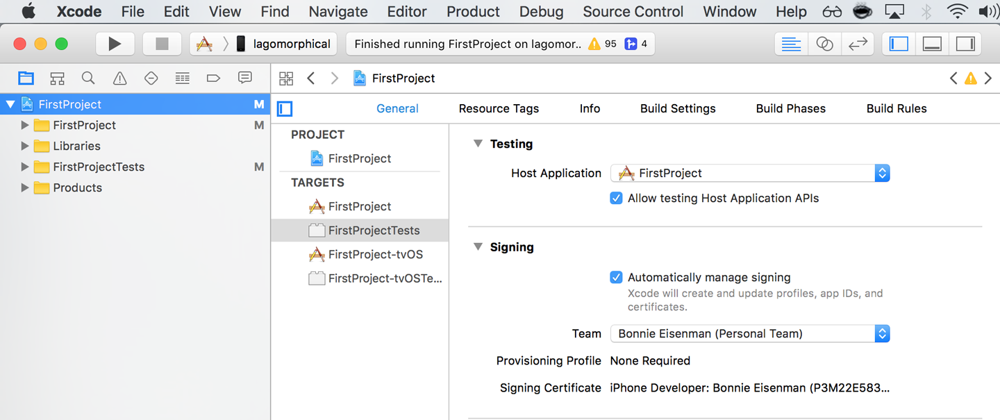 Xcode File Edit View Find Navigate Editor Product Debug Source Control Window Help
lagomorphical
Finished running FirstProject on lagomor.. 95 4
FirstProject
FirstProject M
FirstProject M
Libraries
FirstProjectTests M
Products
General Resource Tags Info Build Settings Build Phases Build Rules
PROJECT
FirstProject
TARGETS
FirstProject
FirstProjectTests
FirstProject-tvOS
FirstProject-tvOSTe...
Testing
Host Application FirstProject
Allow testing Host Application APIs
Signing
Automatically manage signing
Xcode will create and update profiles, app IDs, and
certificates.
Team Bonnie Eisenman (Personal Team)
Provisioning Profile None Required
Signing Certificate iPhone Developer: Bonnie Eisenman (P3M22E583...